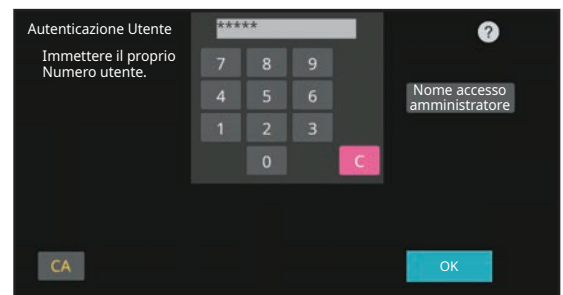 Autenticazione Utente
*****
?
Immettere il proprio
Numero utente.
7 8 9
4 5 6
1 2 3
0 C
Nome accesso
amministratore
CA
OK